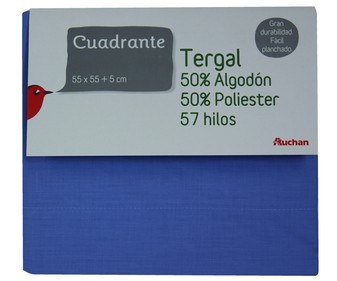 Cuadrante
55 x 55 + 5 cm
Tergal
50% Algodón
50% Poliester
57 hilos
Gran
durabilidad.
Fácil
planchado.
Auchan